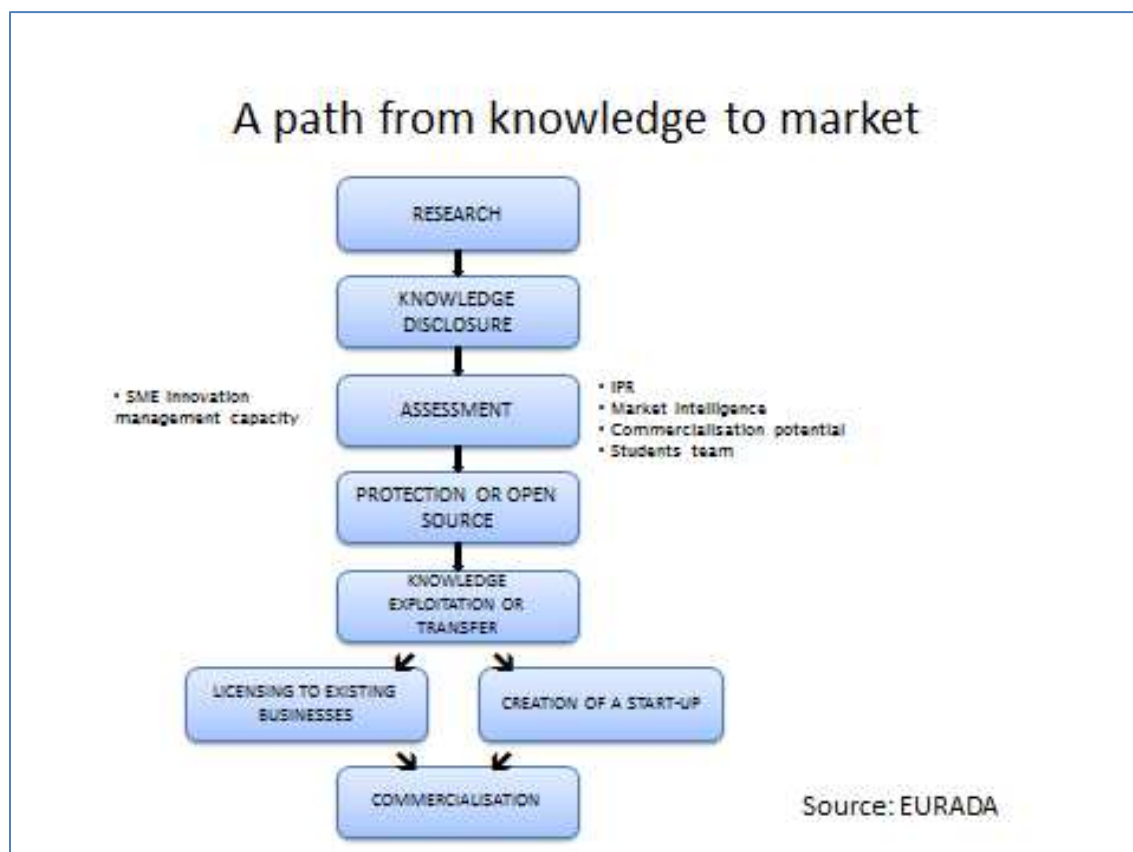 A path from knowledge to market
RESEARCH
KNOWLEDGE
DISCLOSURE
• SME Innovation
management capacity
ASSESSMENT
• IPR
• Market Intelligence
• Commercialisation potential
• Students team
PROTECTION OR OPEN
SOURCE
KNOWLEDGE
EXPLOITATION OR
TRANSFER
LICENSING TO EXISTING
BUSINESSES
CREATION OF A START-UP
COMMERCIALISATION
Source: EURADA